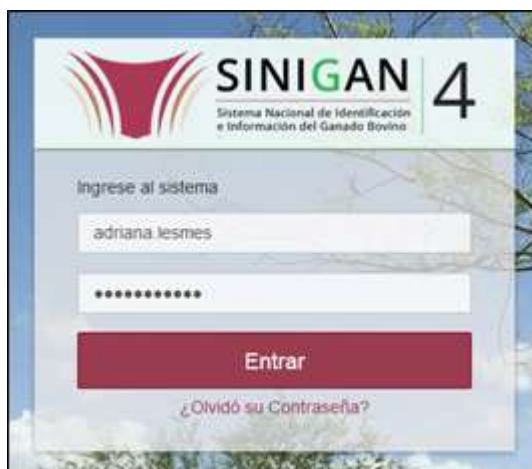 SINIGAN 4
Sistema Nacional de Identificación
e Información del Ganado Bovino
Ingrese al sistema
adriana.lesmes
•••••••••••
Entrar
¿Olvidó su Contraseña?